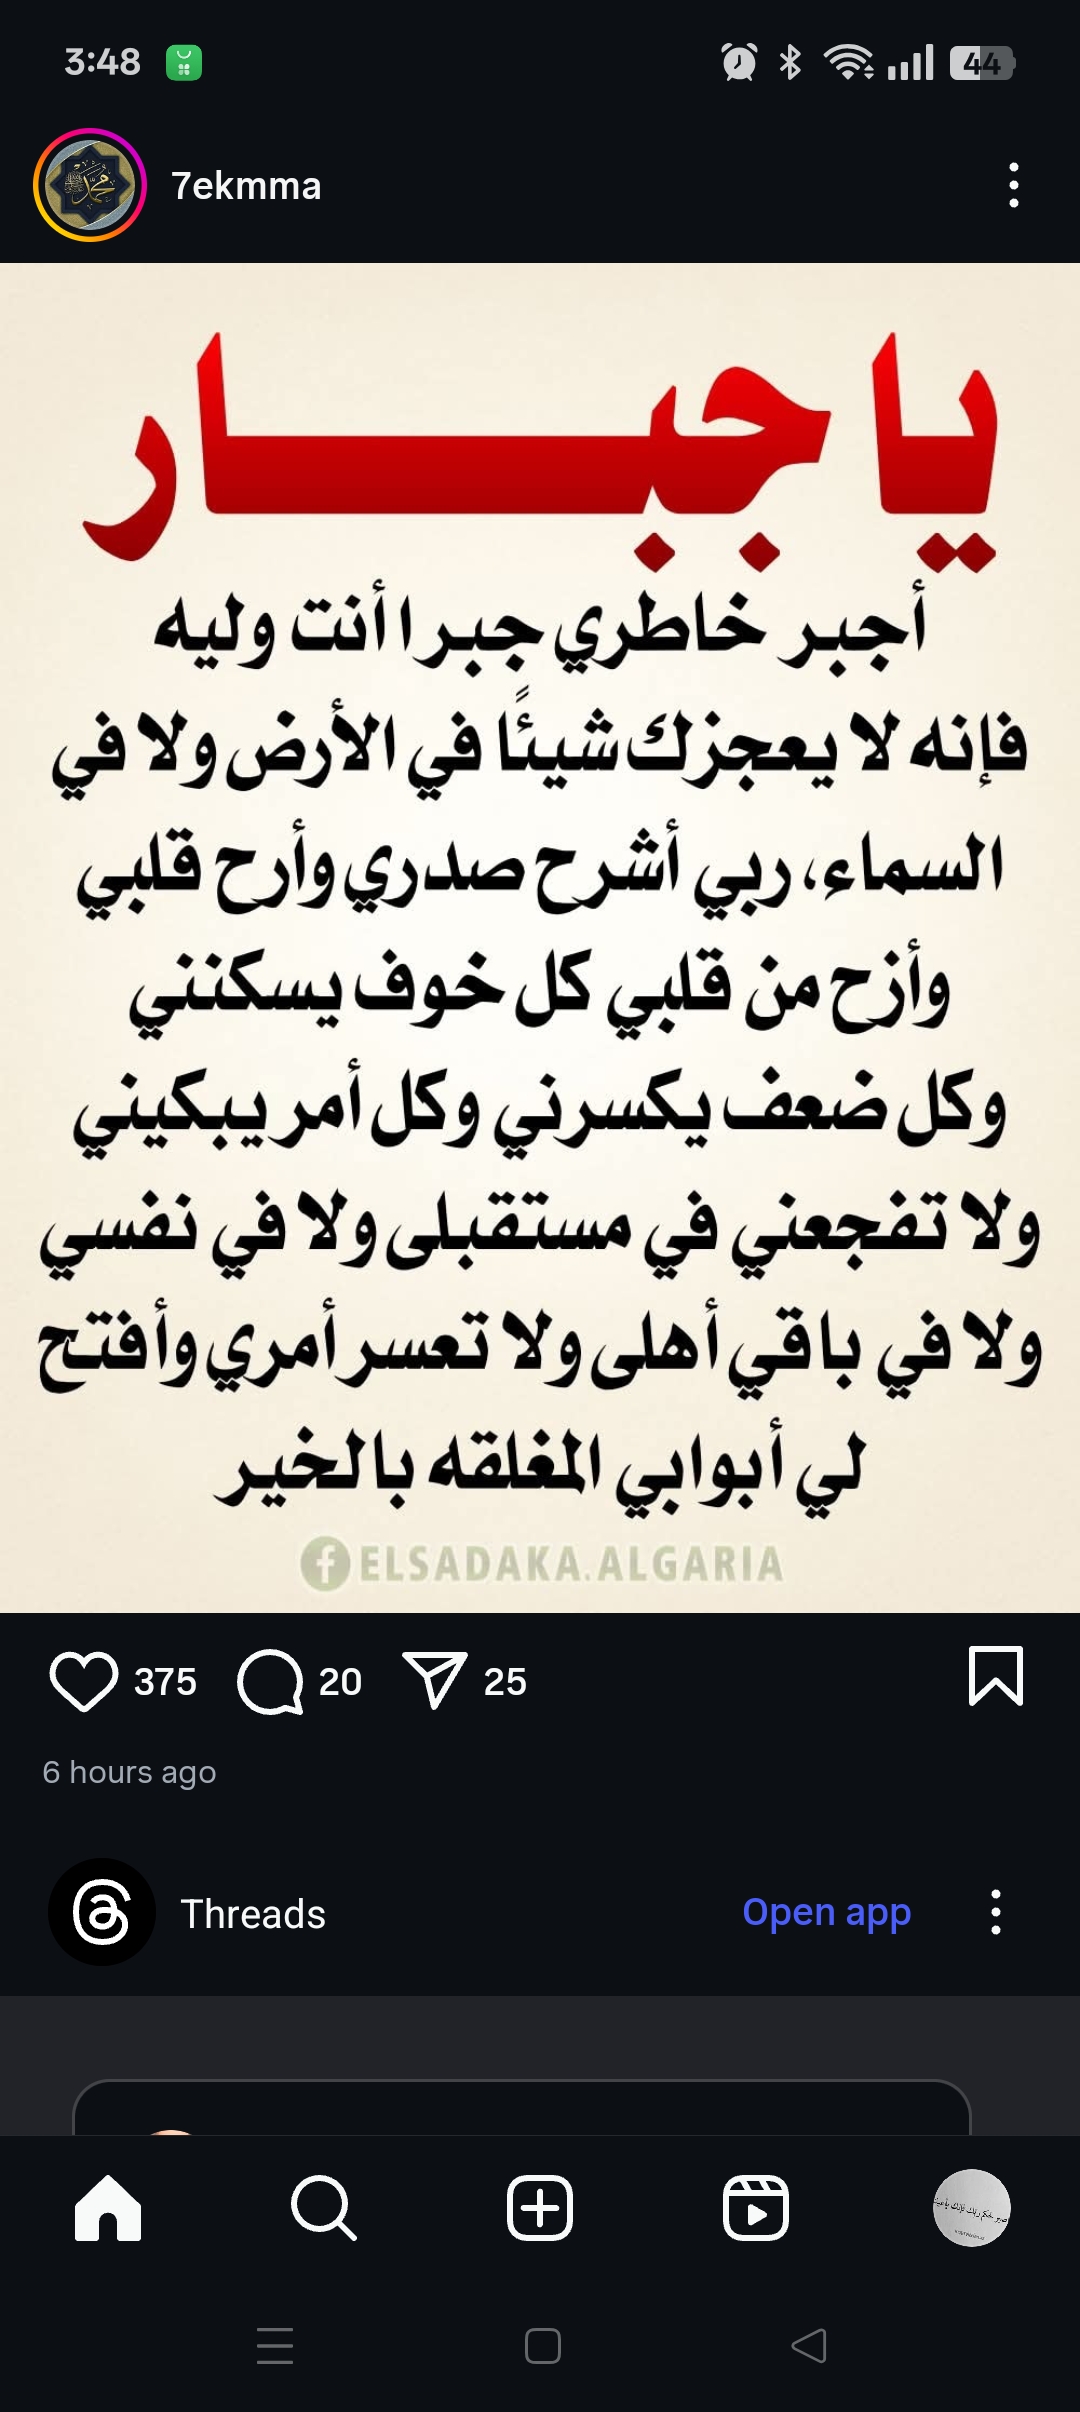 3:48
44
7ekmma
يا جبـــار
أجبر خاطري جبرا أنت وليه
فإنه لا يعجزك شيئًا في الأرض ولا في
السماء، ربي أشرح صدري وأرح قلبي
وأزح من قلبي كل خوف يسكنني
وكل ضعف يكسرني وكل أمر يبكيني
ولا تفجعني في مستقبلى ولا في نفسي
ولا في باقي أهلى ولا تعسر أمري وأفتح
لي أبوابي المغلقه بالخير
ELSADAKA.ALGARIA
375 20 25
6 hours ago
Threads Open app